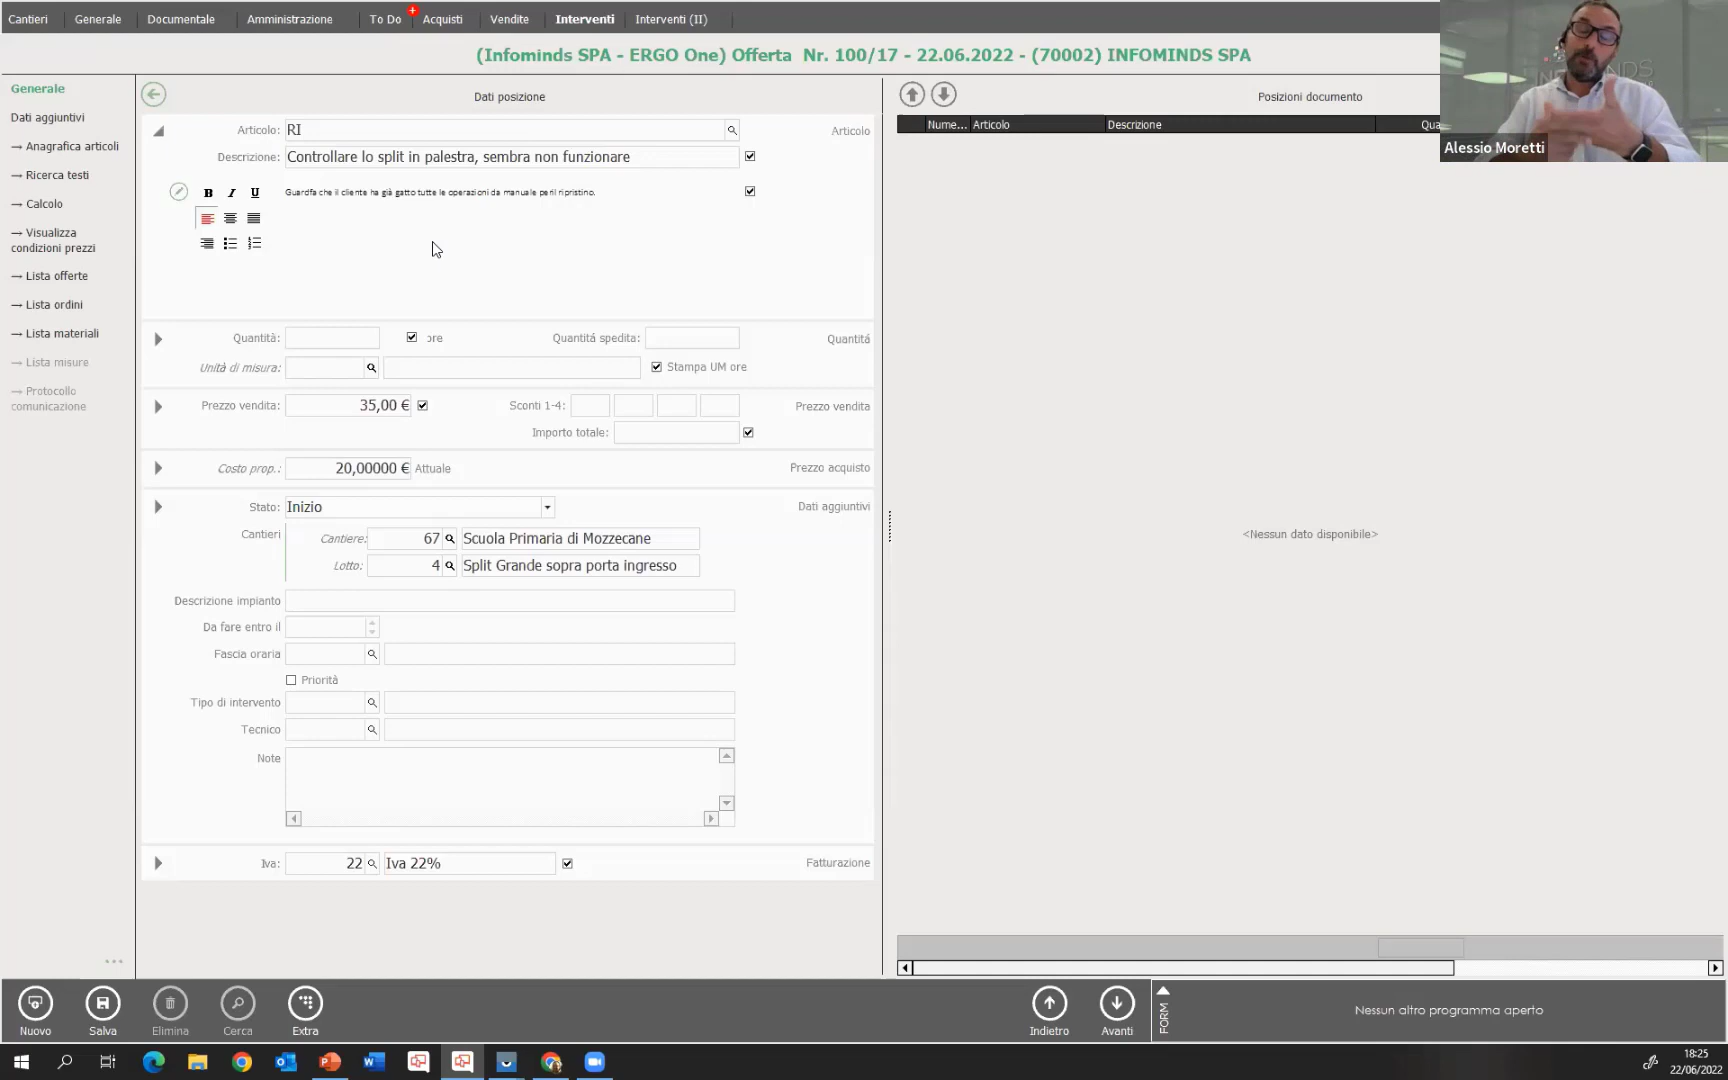 Cantieri
Generale
Documentale
Amministrazione
To Do
Acquisti
Vendite
Interventi
Interventi (II)
(Infominds SPA - ERGO One) Offerta Nr. 100/17 - 22.06.2022 - (70002) INFOMINDS SPA
Generale
Dati aggiuntivi
→ Anagrafica articoli
→ Ricerca testi
→ Calcolo
→ Visualizza
condizioni prezzi
→ Lista offerte
→ Lista ordini
→ Lista materiali
→ Lista misure
→ Protocollo
comunicazione
Dati posizione
Articolo: RI
Articolo
Descrizione: Controllare lo split in palestra, sembra non funzionare
B I U
Guardfa che il cliente ha già gatto tutte le operazioni da manuale peril ripristino.
Quantità:
ore
Quantitá spedita:
Quantitá
Unità di misura:
Stampa UM ore
Prezzo vendita: 35,00 €
Sconti 1-4:
Prezzo vendita
Importo totale:
Costo prop.: 20,00000 € Attuale
Prezzo acquisto
Stato: Inizio
Dati aggiuntivi
Cantieri
Cantiere: 67 Scuola Primaria di Mozzecane
Lotto: 4 Split Grande sopra porta ingresso
Descrizione impianto
Da fare entro il
Fascia oraria
Priorità
Tipo di intervento
Tecnico
Note
Iva: 22 Iva 22%
Fatturazione
Posizioni documento
Nume... Articolo Descrizione Qua
<Nessun dato disponibile>
Alessio Moretti
Nuovo
Salva
Elimina
Cerca
Extra
Indietro
Avanti
FORM
Nessun altro programma aperto
18:25
22/06/2022